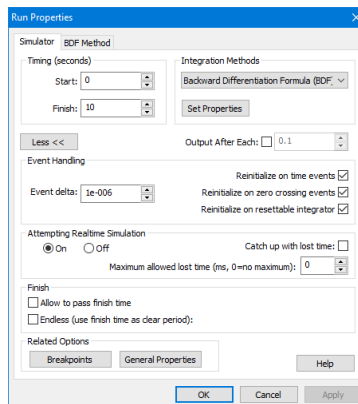 Run Properties
Simulator BDF Method
Timing (seconds)
Start: 0
Finish: 10
Integration Methods
Backward Differentiation Formula (BDF)
Set Properties
Less <<
Output After Each: 0.1
Event Handling
Event delta: 1e-006
Reinitialize on time events
Reinitialize on zero crossing events
Reinitialize on resettable integrator
Attempting Realtime Simulation
On Off
Catch up with lost time:
Maximum allowed lost time (ms, 0=no maximum): 0
Finish
Allow to pass finish time
Endless (use finish time as clear period):
Related Options
Breakpoints General Properties
Help
OK Cancel Apply